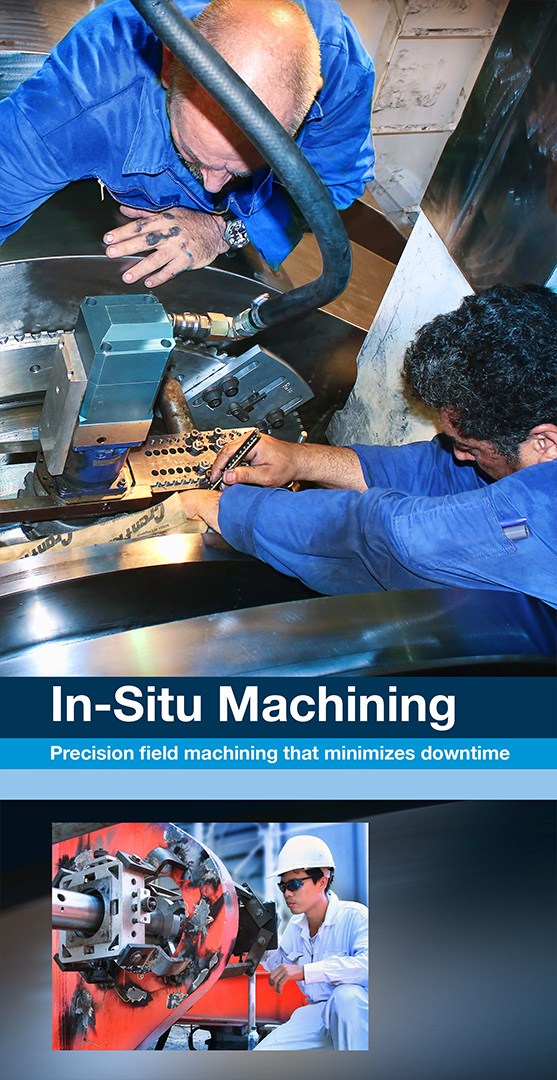 In-Situ Machining
Precision field machining that minimizes downtime